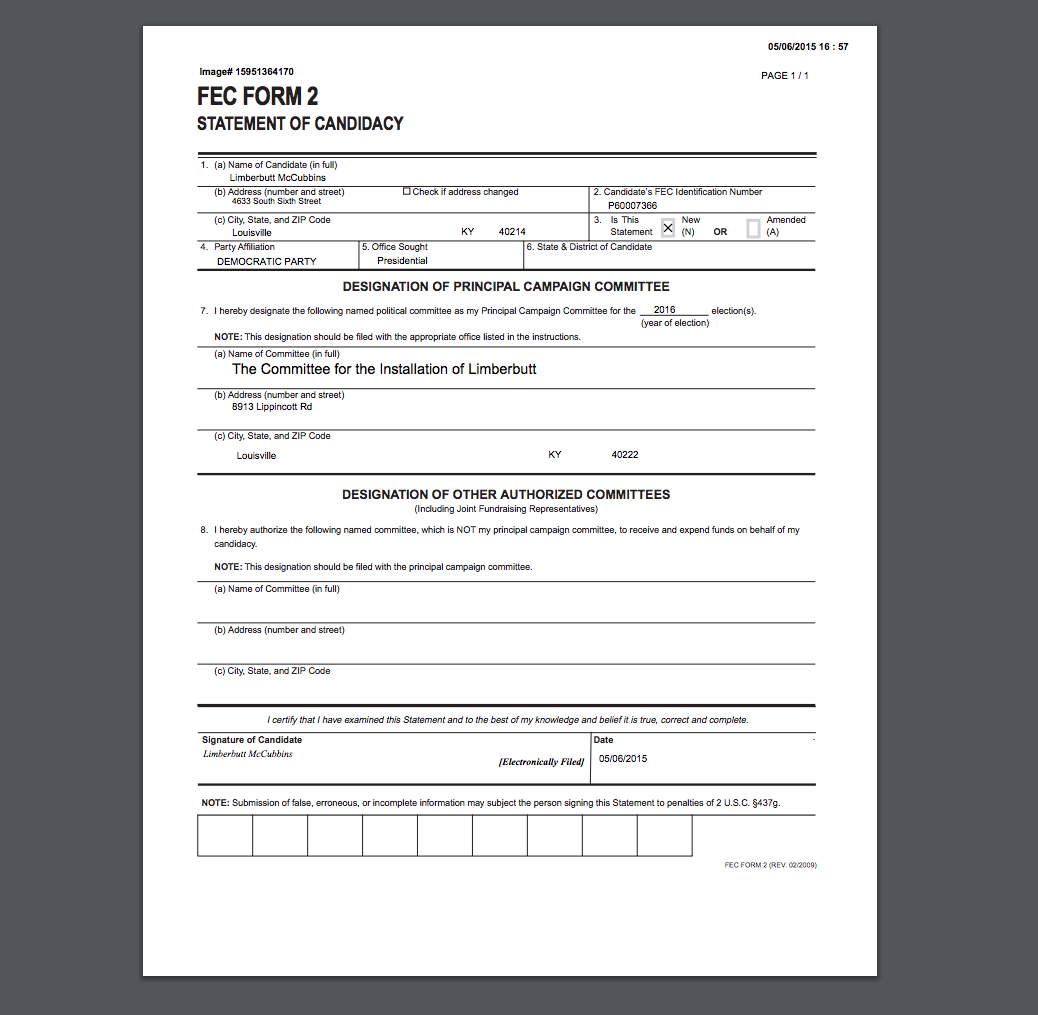 05/06/2015 16 : 57
Image# 15951364170
PAGE 1 / 1
FEC FORM 2
STATEMENT OF CANDIDACY
1. (a) Name of Candidate (in full)
Limberbutt McCubbins
(b) Address (number and street) Check if address changed
4633 South Sixth Street
2. Candidate's FEC Identification Number
P60007366
(c) City, State, and ZIP Code
Louisville KY 40214
3. Is This Statement
New (N) OR Amended (A)
4. Party Affiliation
DEMOCRATIC PARTY
5. Office Sought
Presidential
6. State & District of Candidate
DESIGNATION OF PRINCIPAL CAMPAIGN COMMITTEE
7. I hereby designate the following named political committee as my Principal Campaign Committee for the 2016 election(s).
(year of election)
NOTE: This designation should be filed with the appropriate office listed in the instructions.
(a) Name of Committee (in full)
The Committee for the Installation of Limberbutt
(b) Address (number and street)
8913 Lippincott Rd
(c) City, State, and ZIP Code
Louisville KY 40222
DESIGNATION OF OTHER AUTHORIZED COMMITTEES
(Including Joint Fundraising Representatives)
8. I hereby authorize the following named committee, which is NOT my principal campaign committee, to receive and expend funds on behalf of my
candidacy.
NOTE: This designation should be filed with the principal campaign committee.
(a) Name of Committee (in full)
(b) Address (number and street)
(c) City, State, and ZIP Code
I certify that I have examined this Statement and to the best of my knowledge and belief it is true, correct and complete.
Signature of Candidate
Limberbutt McCubbins
[Electronically Filed]
Date
05/06/2015
NOTE: Submission of false, erroneous, or incomplete information may subject the person signing this Statement to penalties of 2 U.S.C. §437g.
FEC FORM 2 (REV. 02/2009)